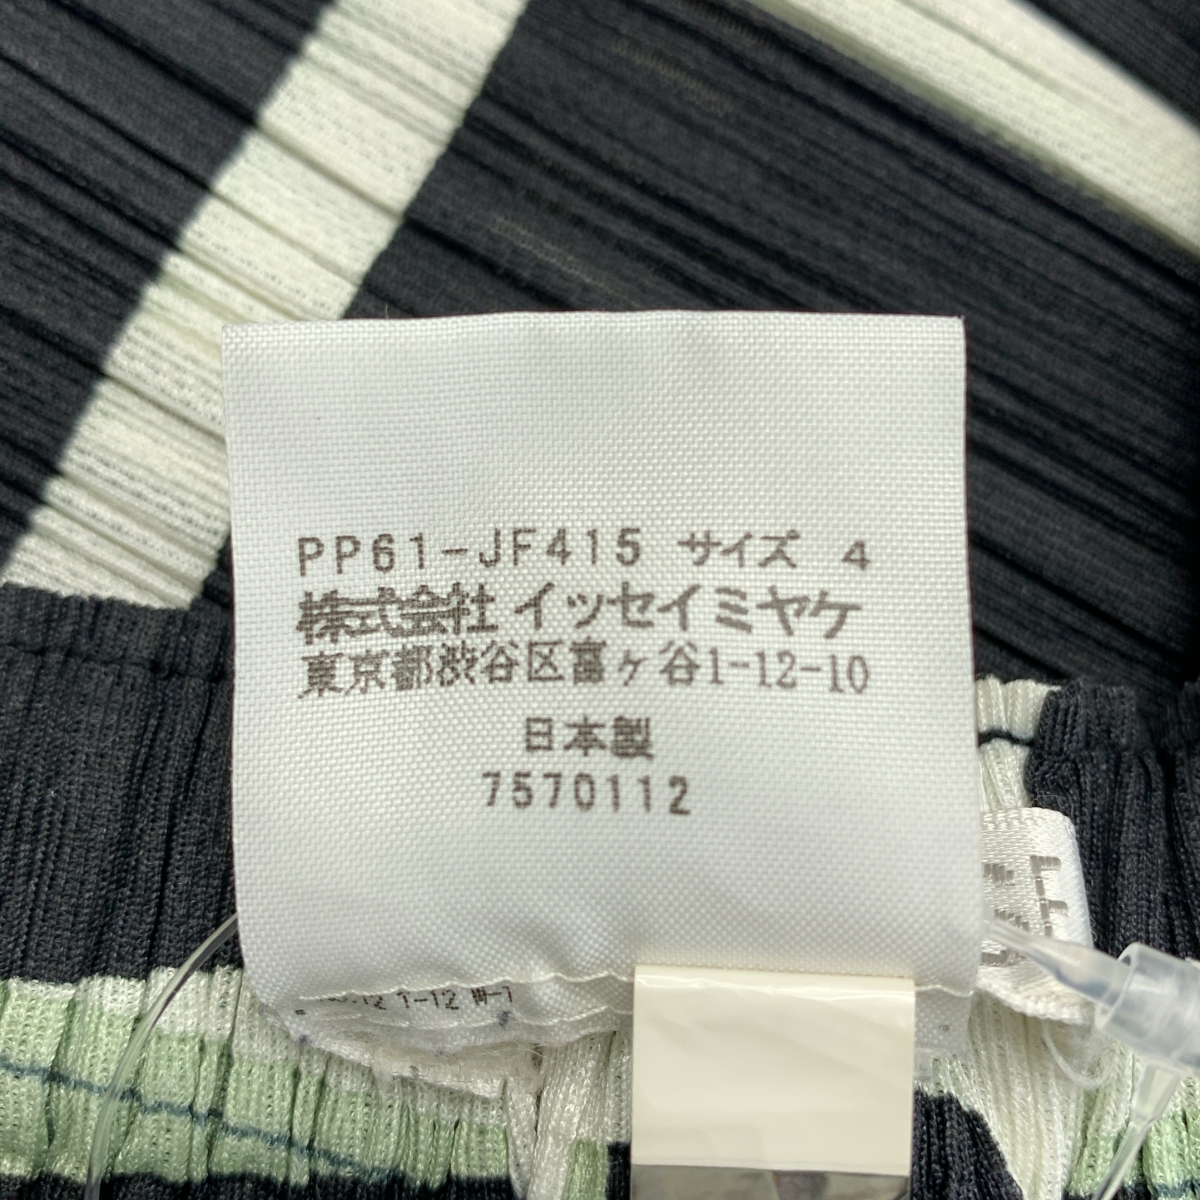 PP61-JF415 サイズ 4
株式会社 イッセイミヤケ
東京都渋谷区富ヶ谷1-12-10
日本製
7570112